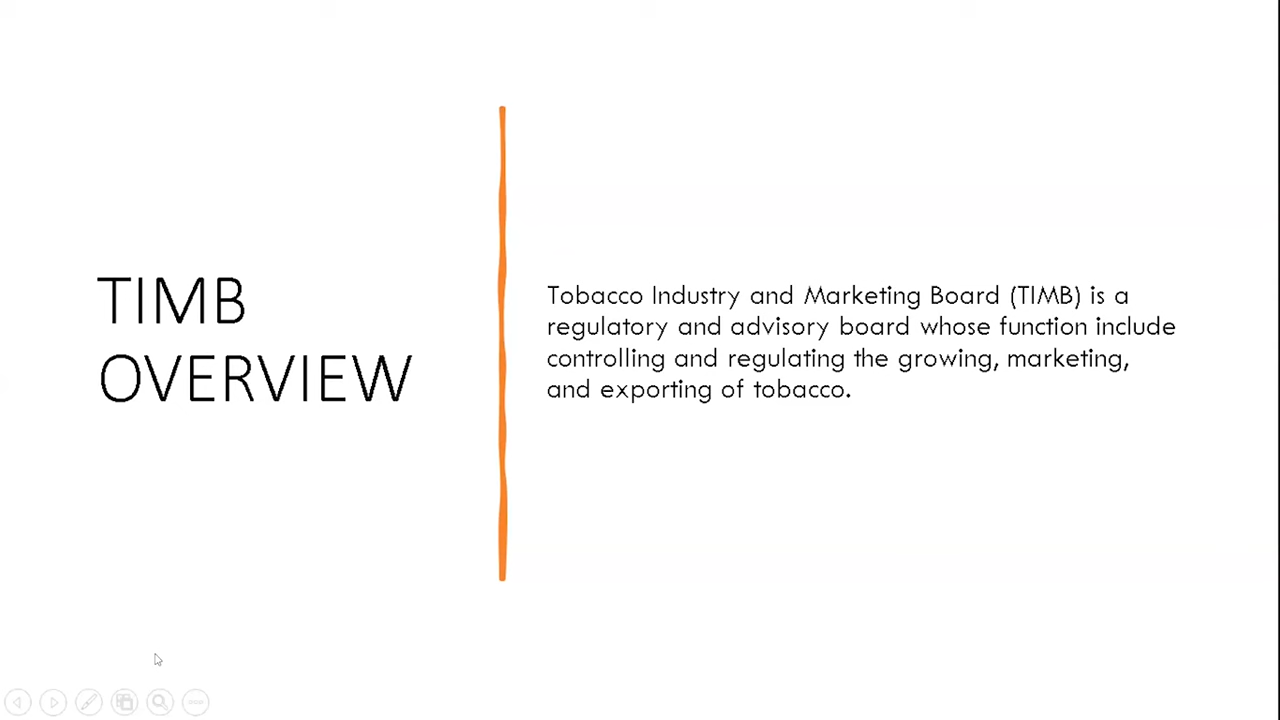 TIMB
OVERVIEW
Tobacco Industry and Marketing Board (TIMB) is a
regulatory and advisory board whose function include
controlling and regulating the growing, marketing,
and exporting of tobacco.